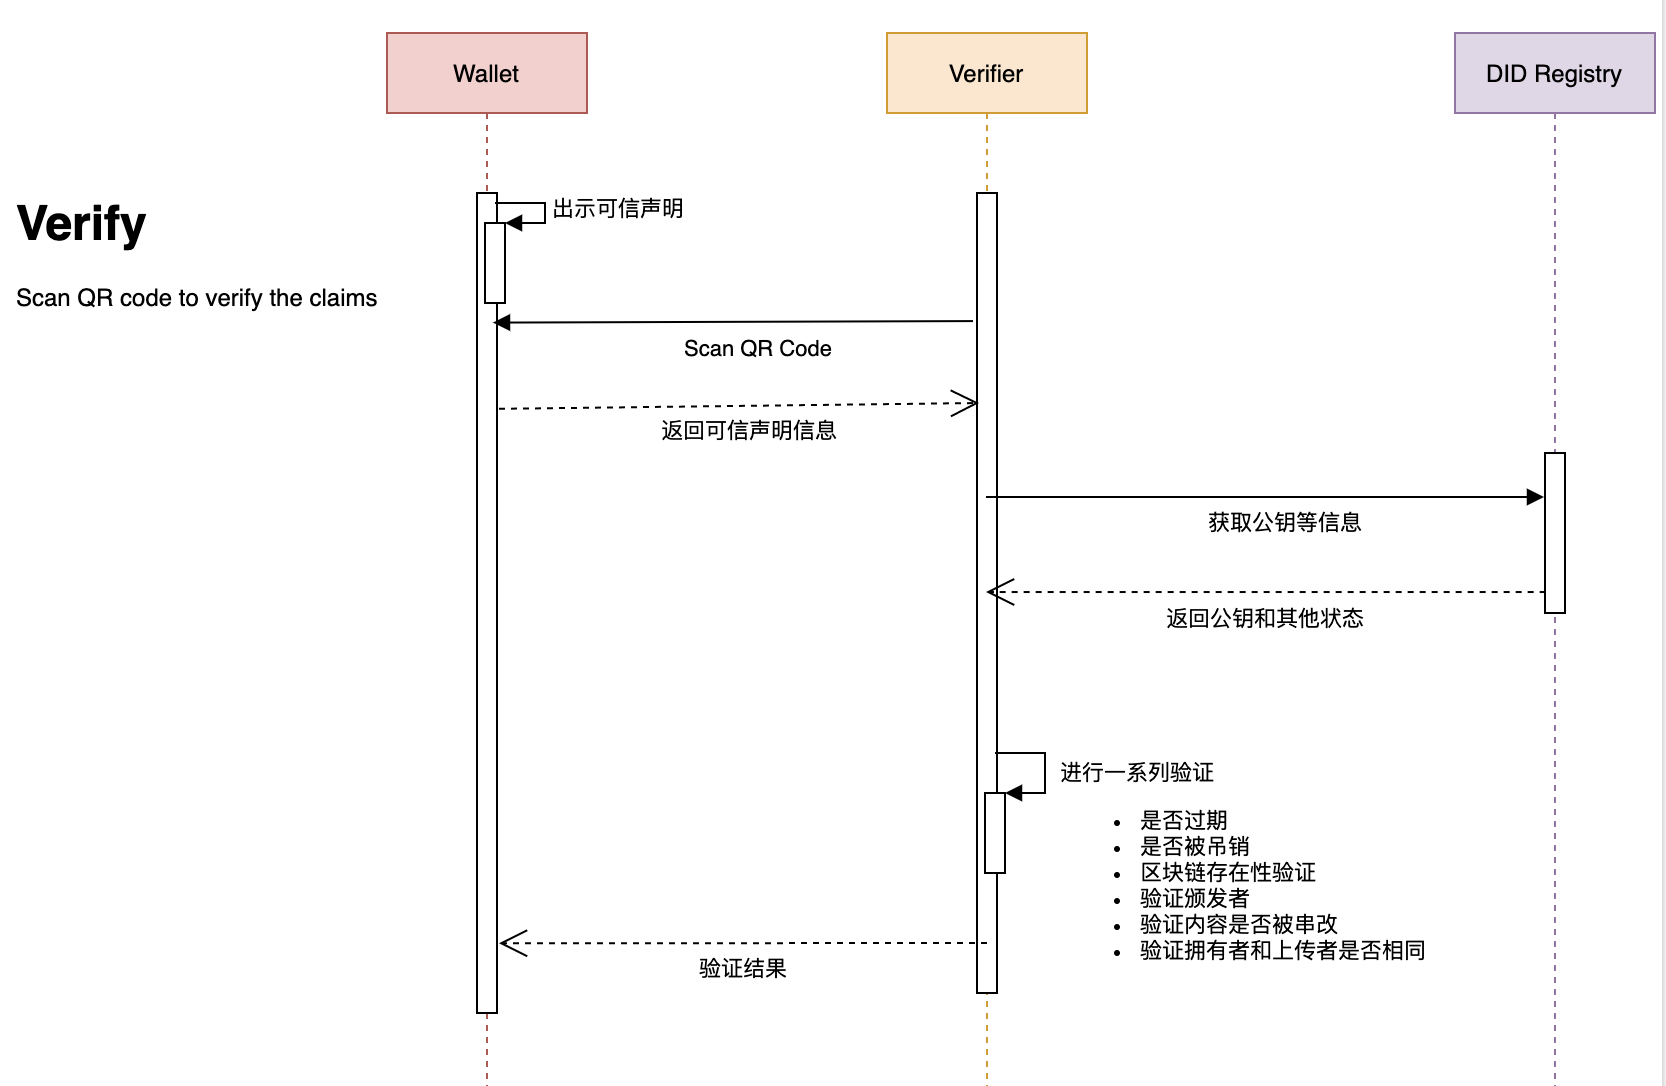 Wallet
Verifier
DID Registry
Verify
Scan QR code to verify the claims
出示可信声明
Scan QR Code
返回可信声明信息
获取公钥等信息
返回公钥和其他状态
进行一系列验证
是否过期
是否被吊销
区块链存在性验证
验证颁发者
验证内容是否被串改
验证拥有者和上传者是否相同
验证结果